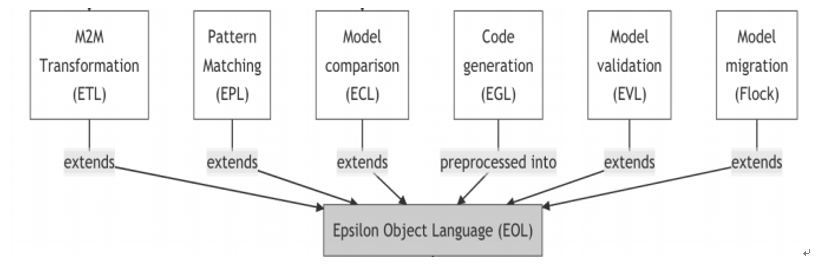 M2M
Transformation
(ETL)
Pattern
Matching
(EPL)
Model
comparison
(ECL)
Code
generation
(EGL)
Model
validation
(EVL)
Model
migration
(Flock)
extends
extends
extends
preprocessed into
extends
extends
Epsilon Object Language (EOL)